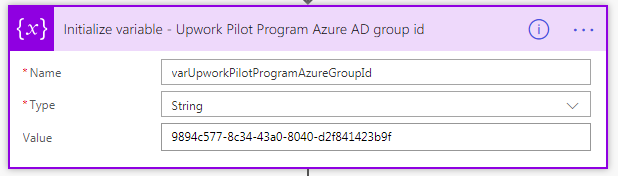 {x} Initialize variable - Upwork Pilot Program Azure AD group id
* Name varUpworkPilotProgramAzureGroupId
* Type String
Value 9894c577-8c34-43a0-8040-d2f841423b9f